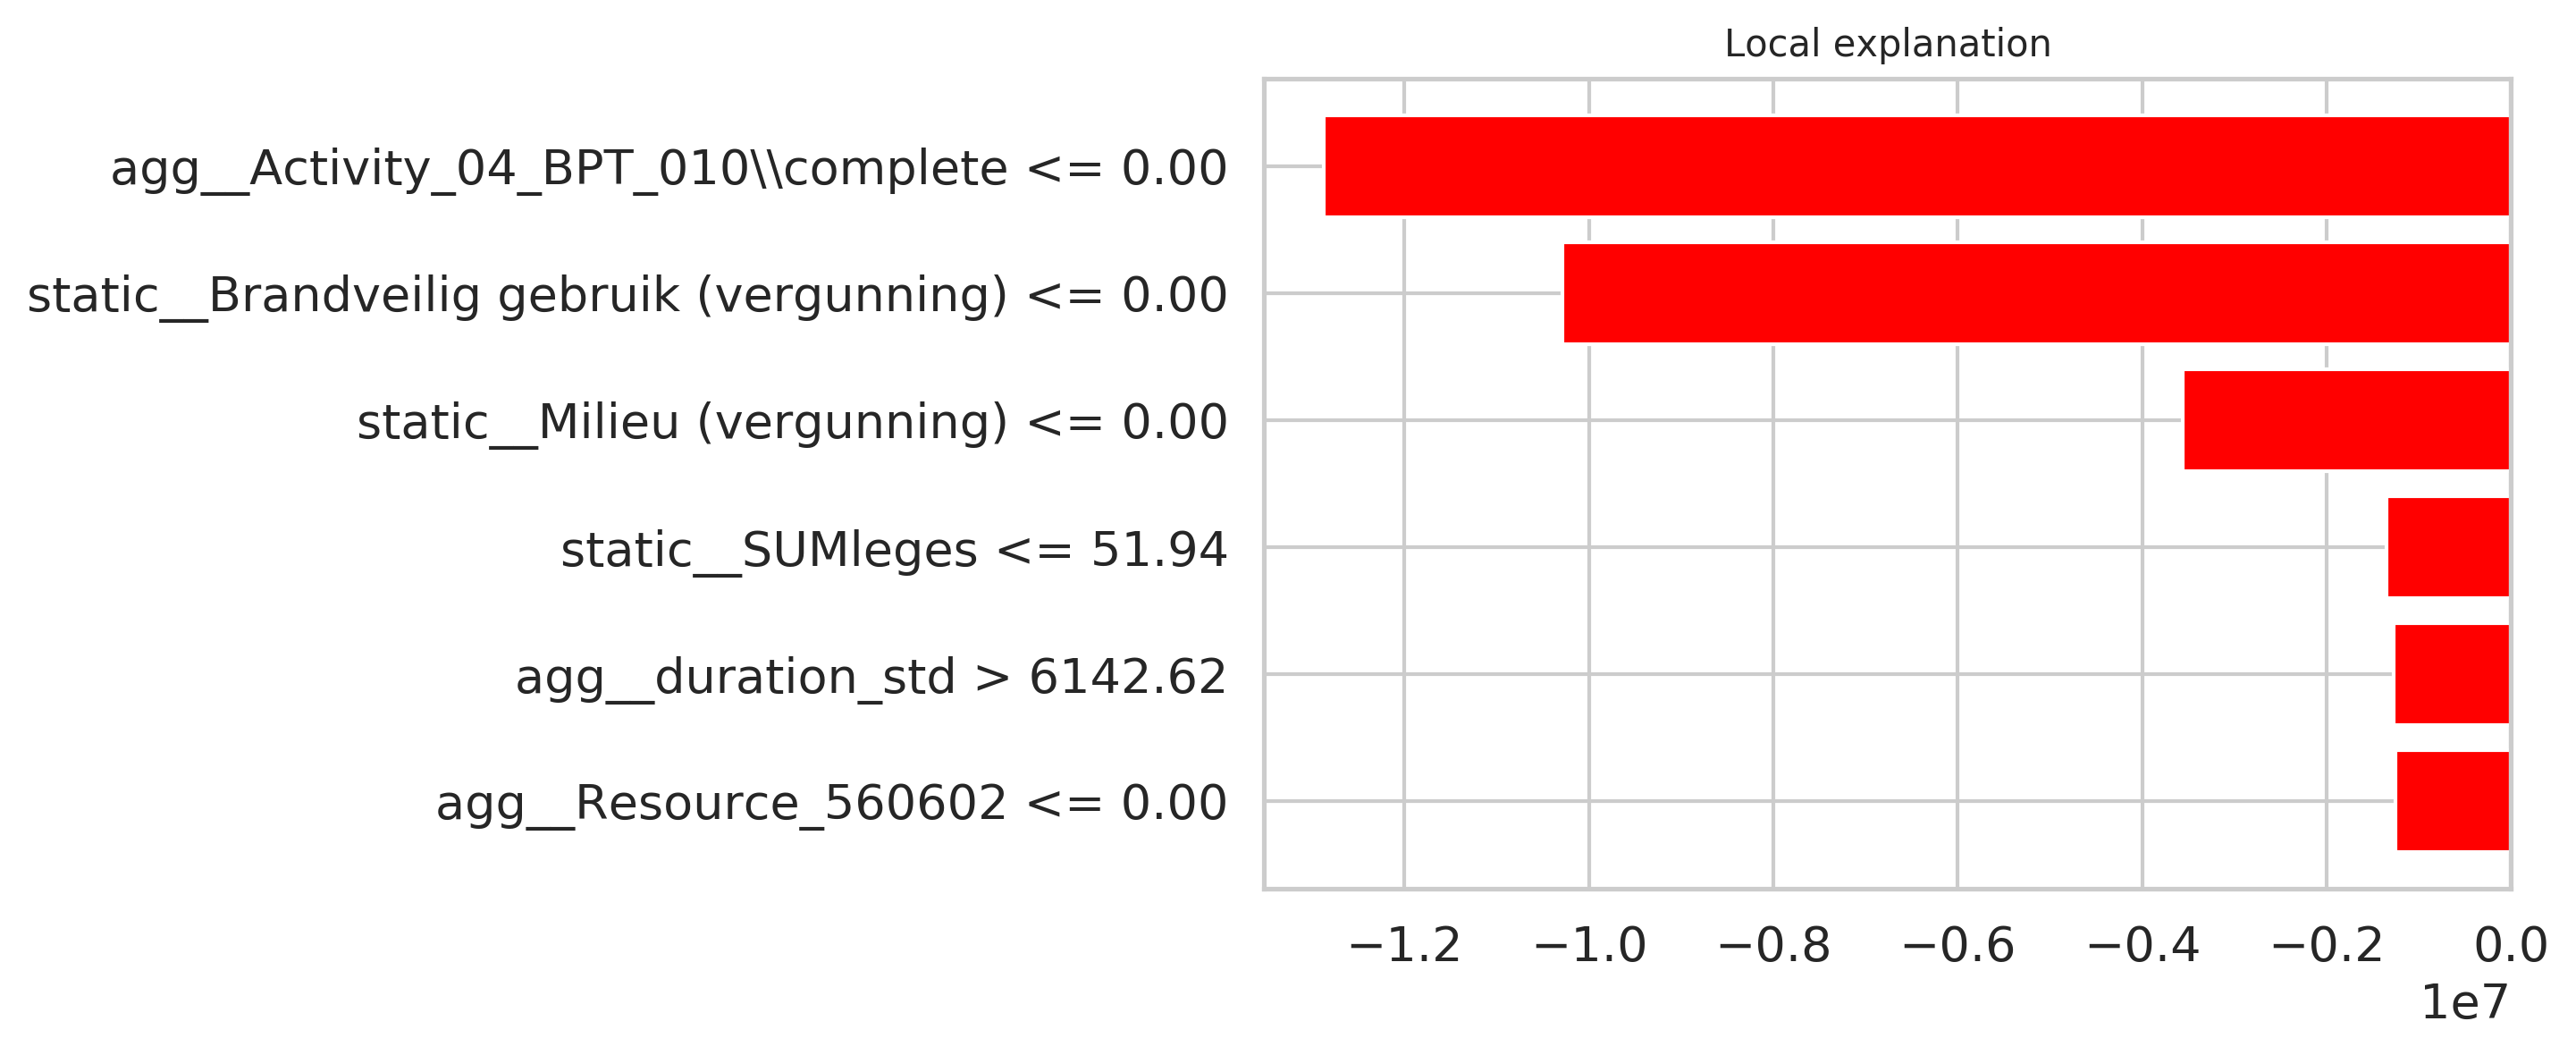 Local explanation
agg__Activity_04_BPT_010\\complete <= 0.00
static__Brandveilig gebruik (vergunning) <= 0.00
static__Milieu (vergunning) <= 0.00
static__SUMleges <= 51.94
agg__duration_std > 6142.62
agg__Resource_560602 <= 0.00
−1.2 −1.0 −0.8 −0.6 −0.4 −0.2 0.0
1e7